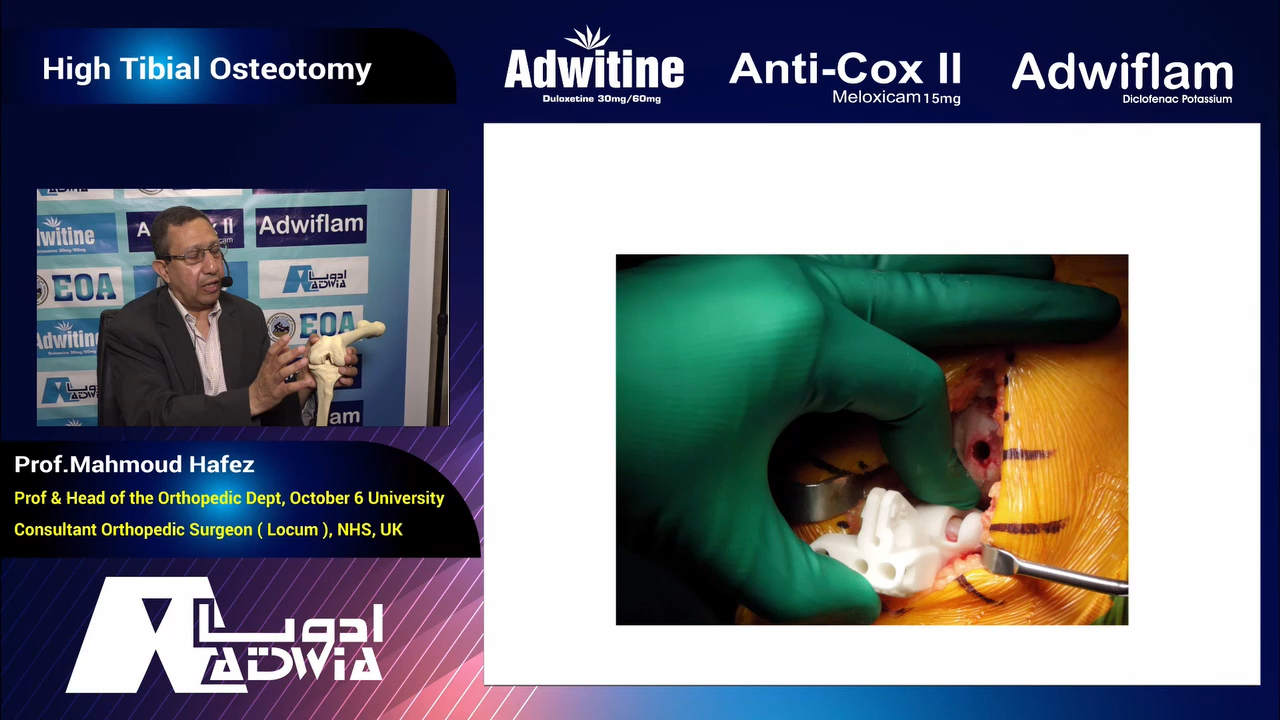 High Tibial Osteotomy
Adwitine
Duloxetine 30mg/60mg
Anti-Cox II
Meloxicam 15mg
Adwiflam
Diclofenac Potassium
Adwiflam
EOA
ادويا
ADWIA
Adwitine
EOA
Prof.Mahmoud Hafez
Prof & Head of the Orthopedic Dept, October 6 University
Consultant Orthopedic Surgeon ( Locum ), NHS, UK
ادويا
ADWIA